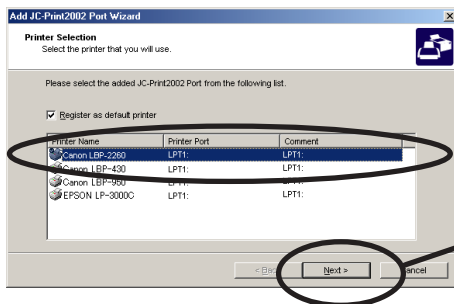 Add JC-Print2002 Port Wizard
Printer Selection
Select the printer that you will use.
Please select the added JC-Print2002 Port from the following list.
Register as default printer
Printer Name Printer Port Comment
Canon LBP-2260 LPT1: LPT1:
Canon LBP-430 LPT1: LPT1:
Canon LBP-950 LPT1: LPT1:
EPSON LP-3000C LPT1: LPT1:
< Next >